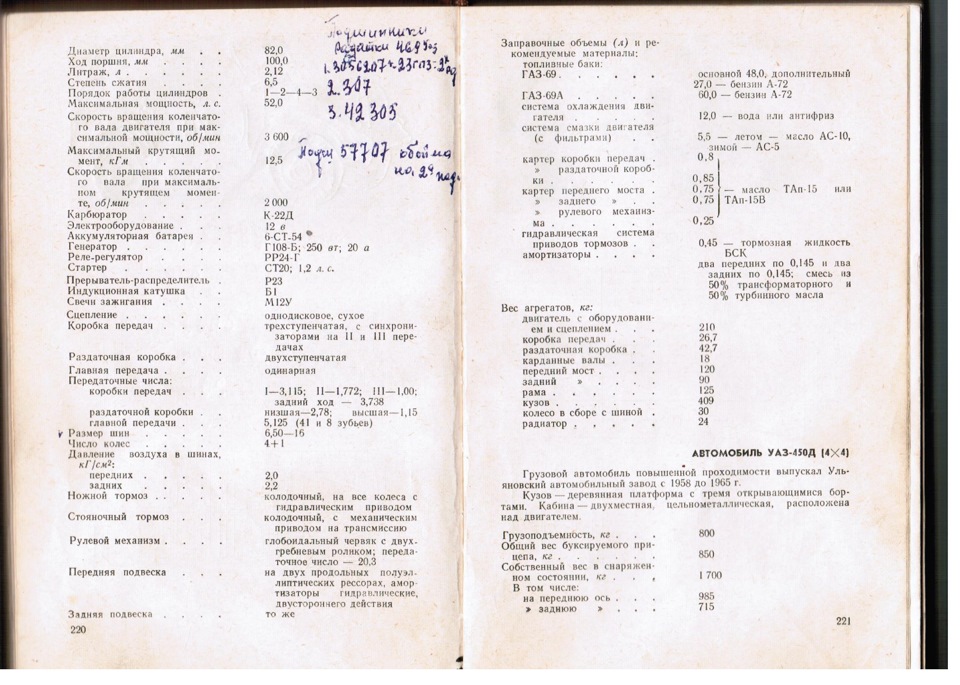 Диаметр цилиндра, мм . . 82,0
Ход поршня, мм . . . . 100,0
Литраж, л . . . . . . 2,12
Степень сжатия . . . . 6,5
Порядок работы цилиндров . 1—2—4—3
Максимальная мощность, л. с. 52,0
Скорость вращения коленчато-
го вала двигателя при мак-
симальной мощности, об/мин 3 600
Максимальный крутящий мо-
мент, кГм . . . . . . 12,5
Скорость вращения коленчато-
го вала при максималь-
ном крутящем момен-
те, об/мин . . . . . . 2 000
Карбюратор . . . . . К-22Д
Электрооборудование . . . 12 в
Аккумуляторная батарея . . 6-СТ-54
Генератор . . . . . . Г108-Б; 250 вт; 20 а
Реле-регулятор . . . . РР24-Г
Стартер . . . . . . СТ20; 1,2 л. с.
Прерыватель-распределитель . Р23
Индукционная катушка . . Б1
Свечи зажигания . . . . М12У
Сцепление . . . . . . однодисковое, сухое
Коробка передач . . . . трехступенчатая, с синхрони-
заторами на II и III пере-
дачах
Раздаточная коробка . . . двухступенчатая
Главная передача . . . . одинарная
Передаточные числа:
коробки передач . . . I—3,115; II—1,772; III—1,00;
задний ход — 3,738
раздаточной коробки . . низшая—2,78; высшая—1,15
главной передачи . . . 5,125 (41 и 8 зубьев)
Размер шин . . . . . 6,50—16
Число колес . . . . . 4+1
Давление воздуха в шинах,
кГ/см²:
передних . . . . . 2,0
задних . . . . . . 2,2
Ножной тормоз . . . . . колодочный, на все колеса с
гидравлическим приводом
Стояночный тормоз . . . колодочный, с механическим
приводом на трансмиссию
Рулевой механизм . . . . глобоидальный червяк с двух-
гребневым роликом; переда-
точное число — 20,3
Передняя подвеска . . . на двух продольных полуэл-
липтических рессорах, амор-
тизаторы гидравлические,
двустороннего действия
Задняя подвеска . . . . то же
220
Подшипники
Раздатки 469
2. 307
3. 42305
57707 обойма
на 2
Заправочные объемы (л) и ре-
комендуемые материалы:
топливные баки:
ГАЗ-69 . . . . . . основной 48,0, дополнительный
27,0 — бензин А-72
ГАЗ-69А . . . . . 60,0 — бензин А-72
система охлаждения дви-
гателя . . . . . . 12,0 — вода или антифриз
система смазки двигателя
(с фильтрами) . . . 5,5 — летом — масло АС-10,
зимой — АС-5
картер коробки передач . 0,8
» раздаточной короб-
ки . . . . . . 0,85
картер переднего моста . 0,75 — масло ТАп-15 или
» заднего » . . 0,75 ТАп-15В
» рулевого механиз-
ма . . . . . . 0,25
гидравлическая система
приводов тормозов . . 0,45 — тормозная жидкость
БСК
амортизаторы . . . . два передних по 0,145 и два
задних по 0,145; смесь из
50% трансформаторного и
50% турбинного масла
Вес агрегатов, кг:
двигатель с оборудовани-
ем и сцеплением . . . 210
коробка передач . . . 26,7
раздаточная коробка . . 42,7
карданные валы . . . 18
передний мост . . . . 120
задний » . . . . 90
рама . . . . . . 125
кузов . . . . . . 409
колесо в сборе с шиной . 30
радиатор . . . . . 24
АВТОМОБИЛЬ УАЗ-450Д (4×4)
Грузовой автомобиль повышенной проходимости выпускал Уль-
яновский автомобильный завод с 1958 до 1965 г.
Кузов — деревянная платформа с тремя открывающимися бор-
тами. Кабина — двухместная, цельнометаллическая, расположена
над двигателем.
Грузоподъемность, кг . . . 800
Общий вес буксируемого при-
цепа, кг . . . . . . 850
Собственный вес в снаряжен-
ном состоянии, кг . . . 1 700
В том числе:
на переднюю ось . . . 985
» заднюю » . . . 715
221